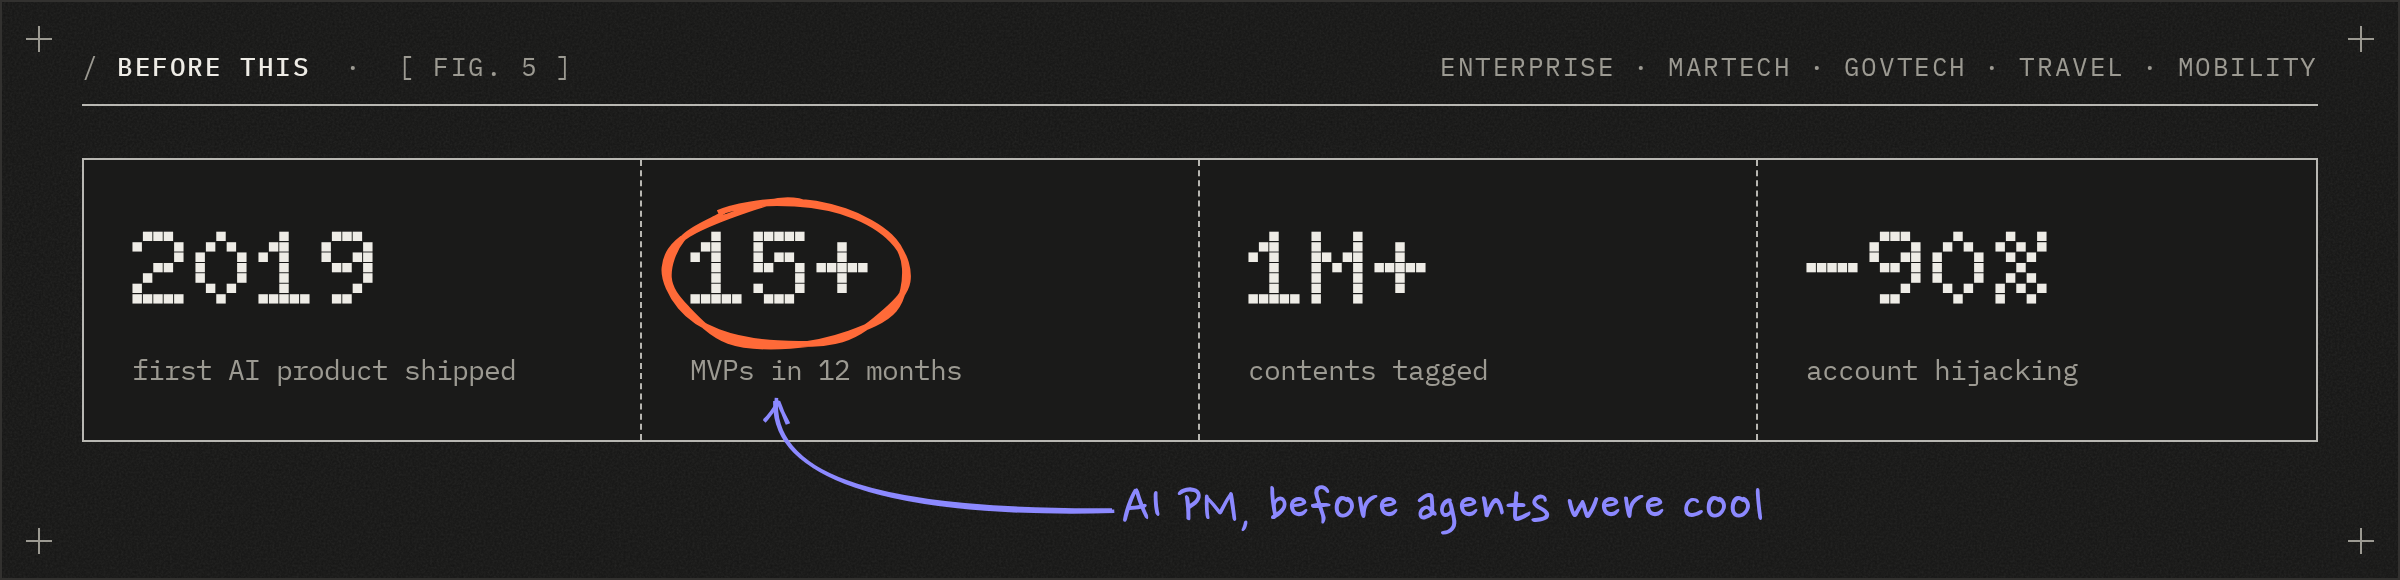 / BEFORE THIS · [ FIG. 5 ]
ENTERPRISE · MARTECH · GOVTECH · TRAVEL · MOBILITY
2019
first AI product shipped
15+
MVPs in 12 months
1M+
contents tagged
−90%
account hijacking
AI PM, before agents were cool